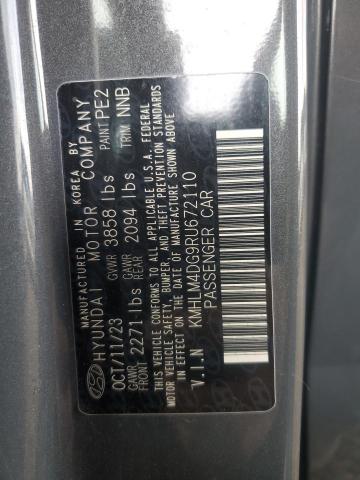 MANUFACTURED IN KOREA BY
HYUNDAI MOTOR COMPANY
OCT/11/23 GVWR 3858 lbs PAINT PE2
GAWR FRONT 2271 lbs GAWR REAR 2094 lbs TRIM NNB
THIS VEHICLE CONFORMS TO ALL APPLICABLE U.S.A. FEDERAL
MOTOR VEHICLE SAFETY, BUMPER, AND THEFT PREVENTION STANDARDS
IN EFFECT ON THE DATE OF MANUFACTURE SHOWN ABOVE
V.I.N KMHLM4DG9RU672110
PASSENGER CAR